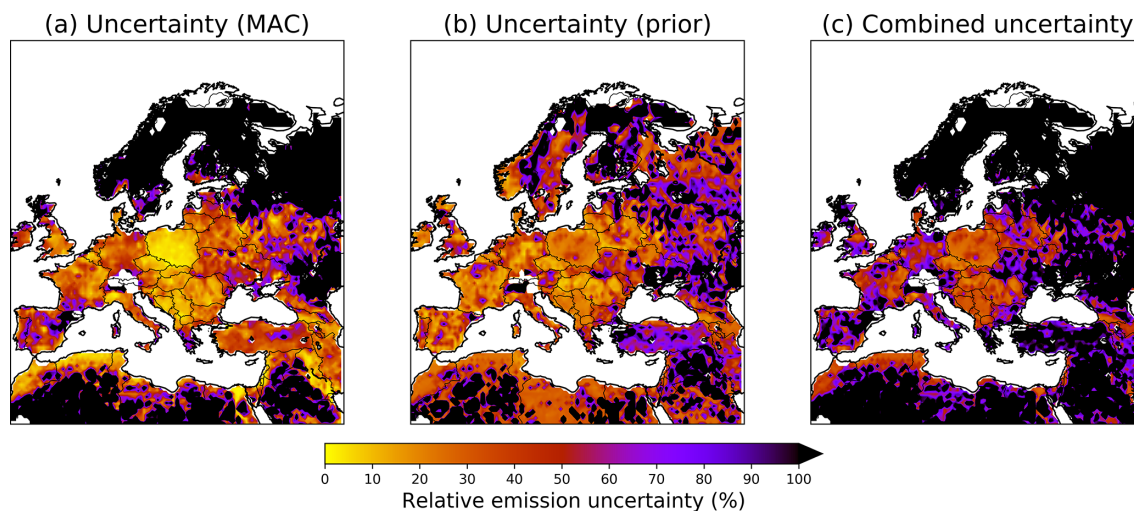 (a) Uncertainty (MAC)
(b) Uncertainty (prior)
(c) Combined uncertainty
0 10 20 30 40 50 60 70 80 90 100
Relative emission uncertainty (%)